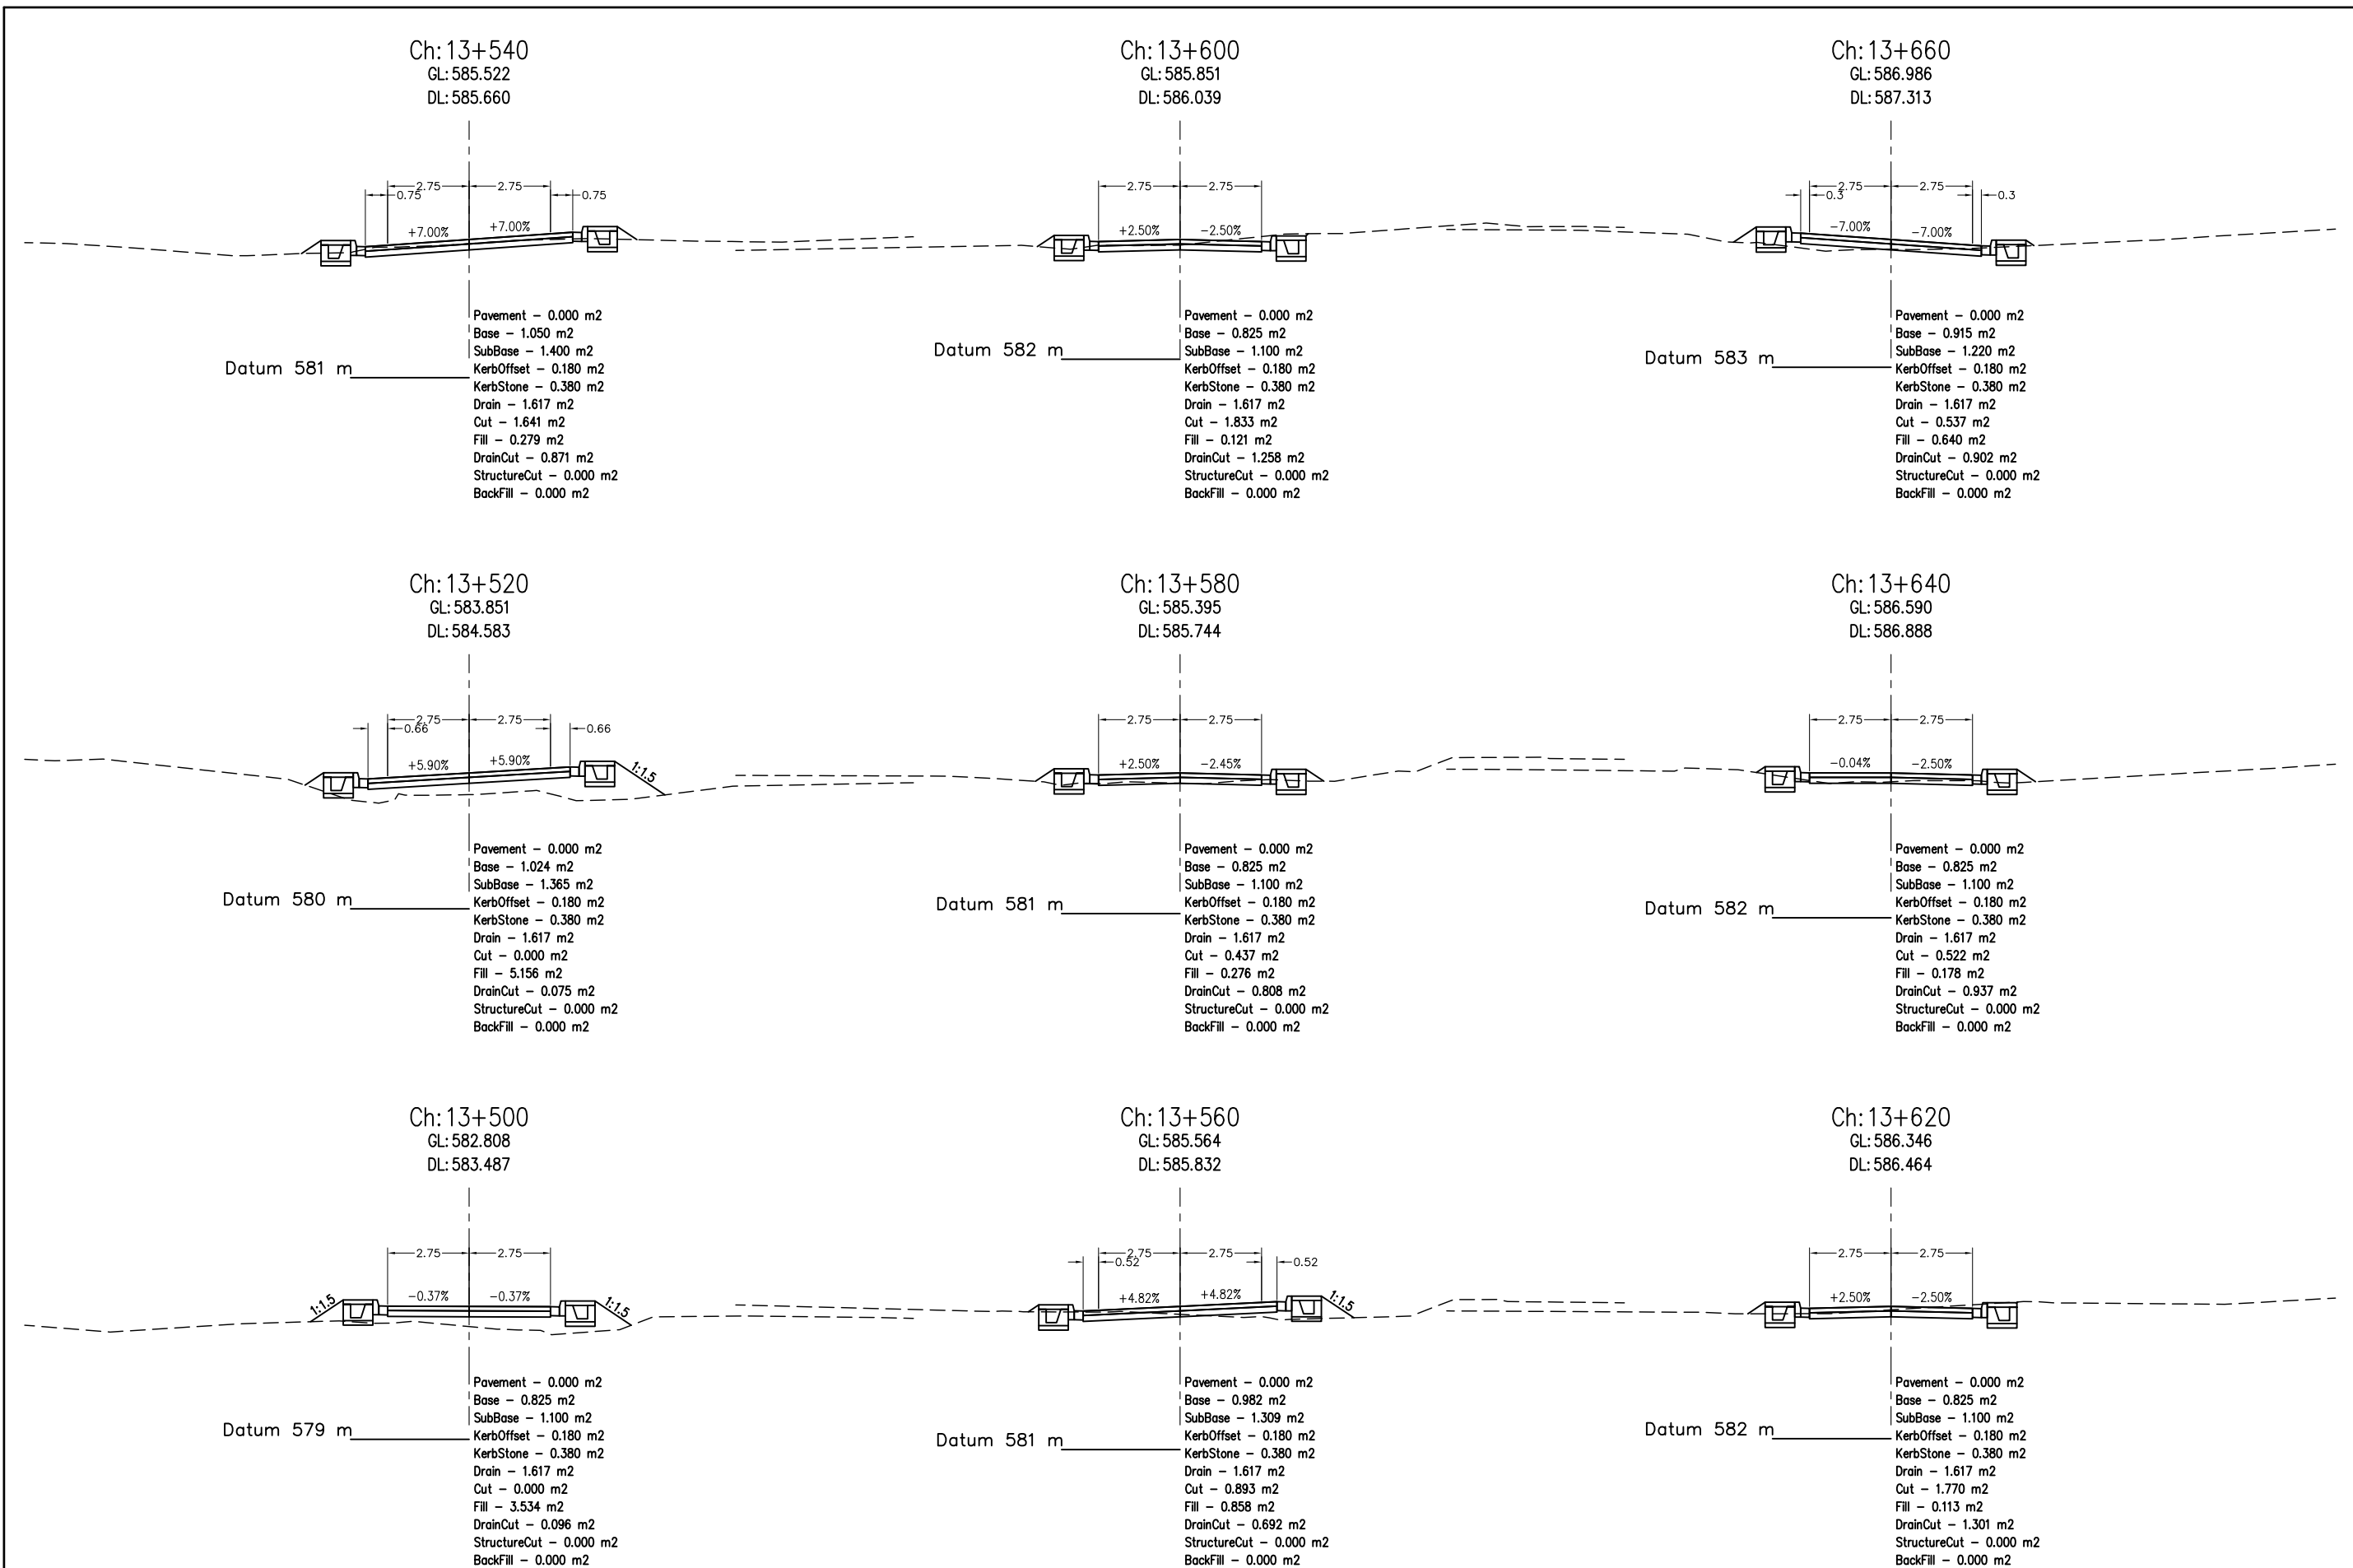 Ch:13+540
GL:585.522
DL:585.660
2.75 2.75
0.75 0.75
+7.00% +7.00%
Pavement – 0.000 m2
Base – 1.050 m2
SubBase – 1.400 m2
Datum 581 m
KerbOffset – 0.180 m2
KerbStone – 0.380 m2
Drain – 1.617 m2
Cut – 1.641 m2
Fill – 0.279 m2
DrainCut – 0.871 m2
StructureCut – 0.000 m2
BackFill – 0.000 m2
Ch:13+600
GL:585.851
DL:586.039
2.75 2.75
+2.50% -2.50%
Pavement – 0.000 m2
Base – 0.825 m2
Datum 582 m
SubBase – 1.100 m2
KerbOffset – 0.180 m2
KerbStone – 0.380 m2
Drain – 1.617 m2
Cut – 1.833 m2
Fill – 0.121 m2
DrainCut – 1.258 m2
StructureCut – 0.000 m2
BackFill – 0.000 m2
Ch:13+660
GL:586.986
DL:587.313
2.75 2.75
0.3 0.3
-7.00% -7.00%
Pavement – 0.000 m2
Base – 0.915 m2
SubBase – 1.220 m2
Datum 583 m
KerbOffset – 0.180 m2
KerbStone – 0.380 m2
Drain – 1.617 m2
Cut – 0.537 m2
Fill – 0.640 m2
DrainCut – 0.902 m2
StructureCut – 0.000 m2
BackFill – 0.000 m2
Ch:13+520
GL:583.851
DL:584.583
2.75 2.75
0.66 0.66
+5.90% +5.90%
1:1.5
Pavement – 0.000 m2
Base – 1.024 m2
SubBase – 1.365 m2
Datum 580 m
KerbOffset – 0.180 m2
KerbStone – 0.380 m2
Drain – 1.617 m2
Cut – 0.000 m2
Fill – 5.156 m2
DrainCut – 0.075 m2
StructureCut – 0.000 m2
BackFill – 0.000 m2
Ch:13+580
GL:585.395
DL:585.744
2.75 2.75
+2.50% -2.45%
Pavement – 0.000 m2
Base – 0.825 m2
SubBase – 1.100 m2
Datum 581 m
KerbOffset – 0.180 m2
KerbStone – 0.380 m2
Drain – 1.617 m2
Cut – 0.437 m2
Fill – 0.276 m2
DrainCut – 0.808 m2
StructureCut – 0.000 m2
BackFill – 0.000 m2
Ch:13+640
GL:586.590
DL:586.888
2.75 2.75
-0.04% -2.50%
Pavement – 0.000 m2
Base – 0.825 m2
SubBase – 1.100 m2
Datum 582 m
KerbOffset – 0.180 m2
KerbStone – 0.380 m2
Drain – 1.617 m2
Cut – 0.522 m2
Fill – 0.178 m2
DrainCut – 0.937 m2
StructureCut – 0.000 m2
BackFill – 0.000 m2
Ch:13+500
GL:582.808
DL:583.487
2.75 2.75
-0.37% -0.37%
1:1.5 1:1.5
Pavement – 0.000 m2
Base – 0.825 m2
SubBase – 1.100 m2
Datum 579 m
KerbOffset – 0.180 m2
KerbStone – 0.380 m2
Drain – 1.617 m2
Cut – 0.000 m2
Fill – 3.534 m2
DrainCut – 0.096 m2
StructureCut – 0.000 m2
BackFill – 0.000 m2
Ch:13+560
GL:585.564
DL:585.832
2.75 2.75
0.52 0.52
+4.82% +4.82%
1:1.5
Pavement – 0.000 m2
Base – 0.982 m2
SubBase – 1.309 m2
Datum 581 m
KerbOffset – 0.180 m2
KerbStone – 0.380 m2
Drain – 1.617 m2
Cut – 0.893 m2
Fill – 0.858 m2
DrainCut – 0.692 m2
StructureCut – 0.000 m2
BackFill – 0.000 m2
Ch:13+620
GL:586.346
DL:586.464
2.75 2.75
+2.50% -2.50%
Pavement – 0.000 m2
Base – 0.825 m2
SubBase – 1.100 m2
Datum 582 m
KerbOffset – 0.180 m2
KerbStone – 0.380 m2
Drain – 1.617 m2
Cut – 1.770 m2
Fill – 0.113 m2
DrainCut – 1.301 m2
StructureCut – 0.000 m2
BackFill – 0.000 m2